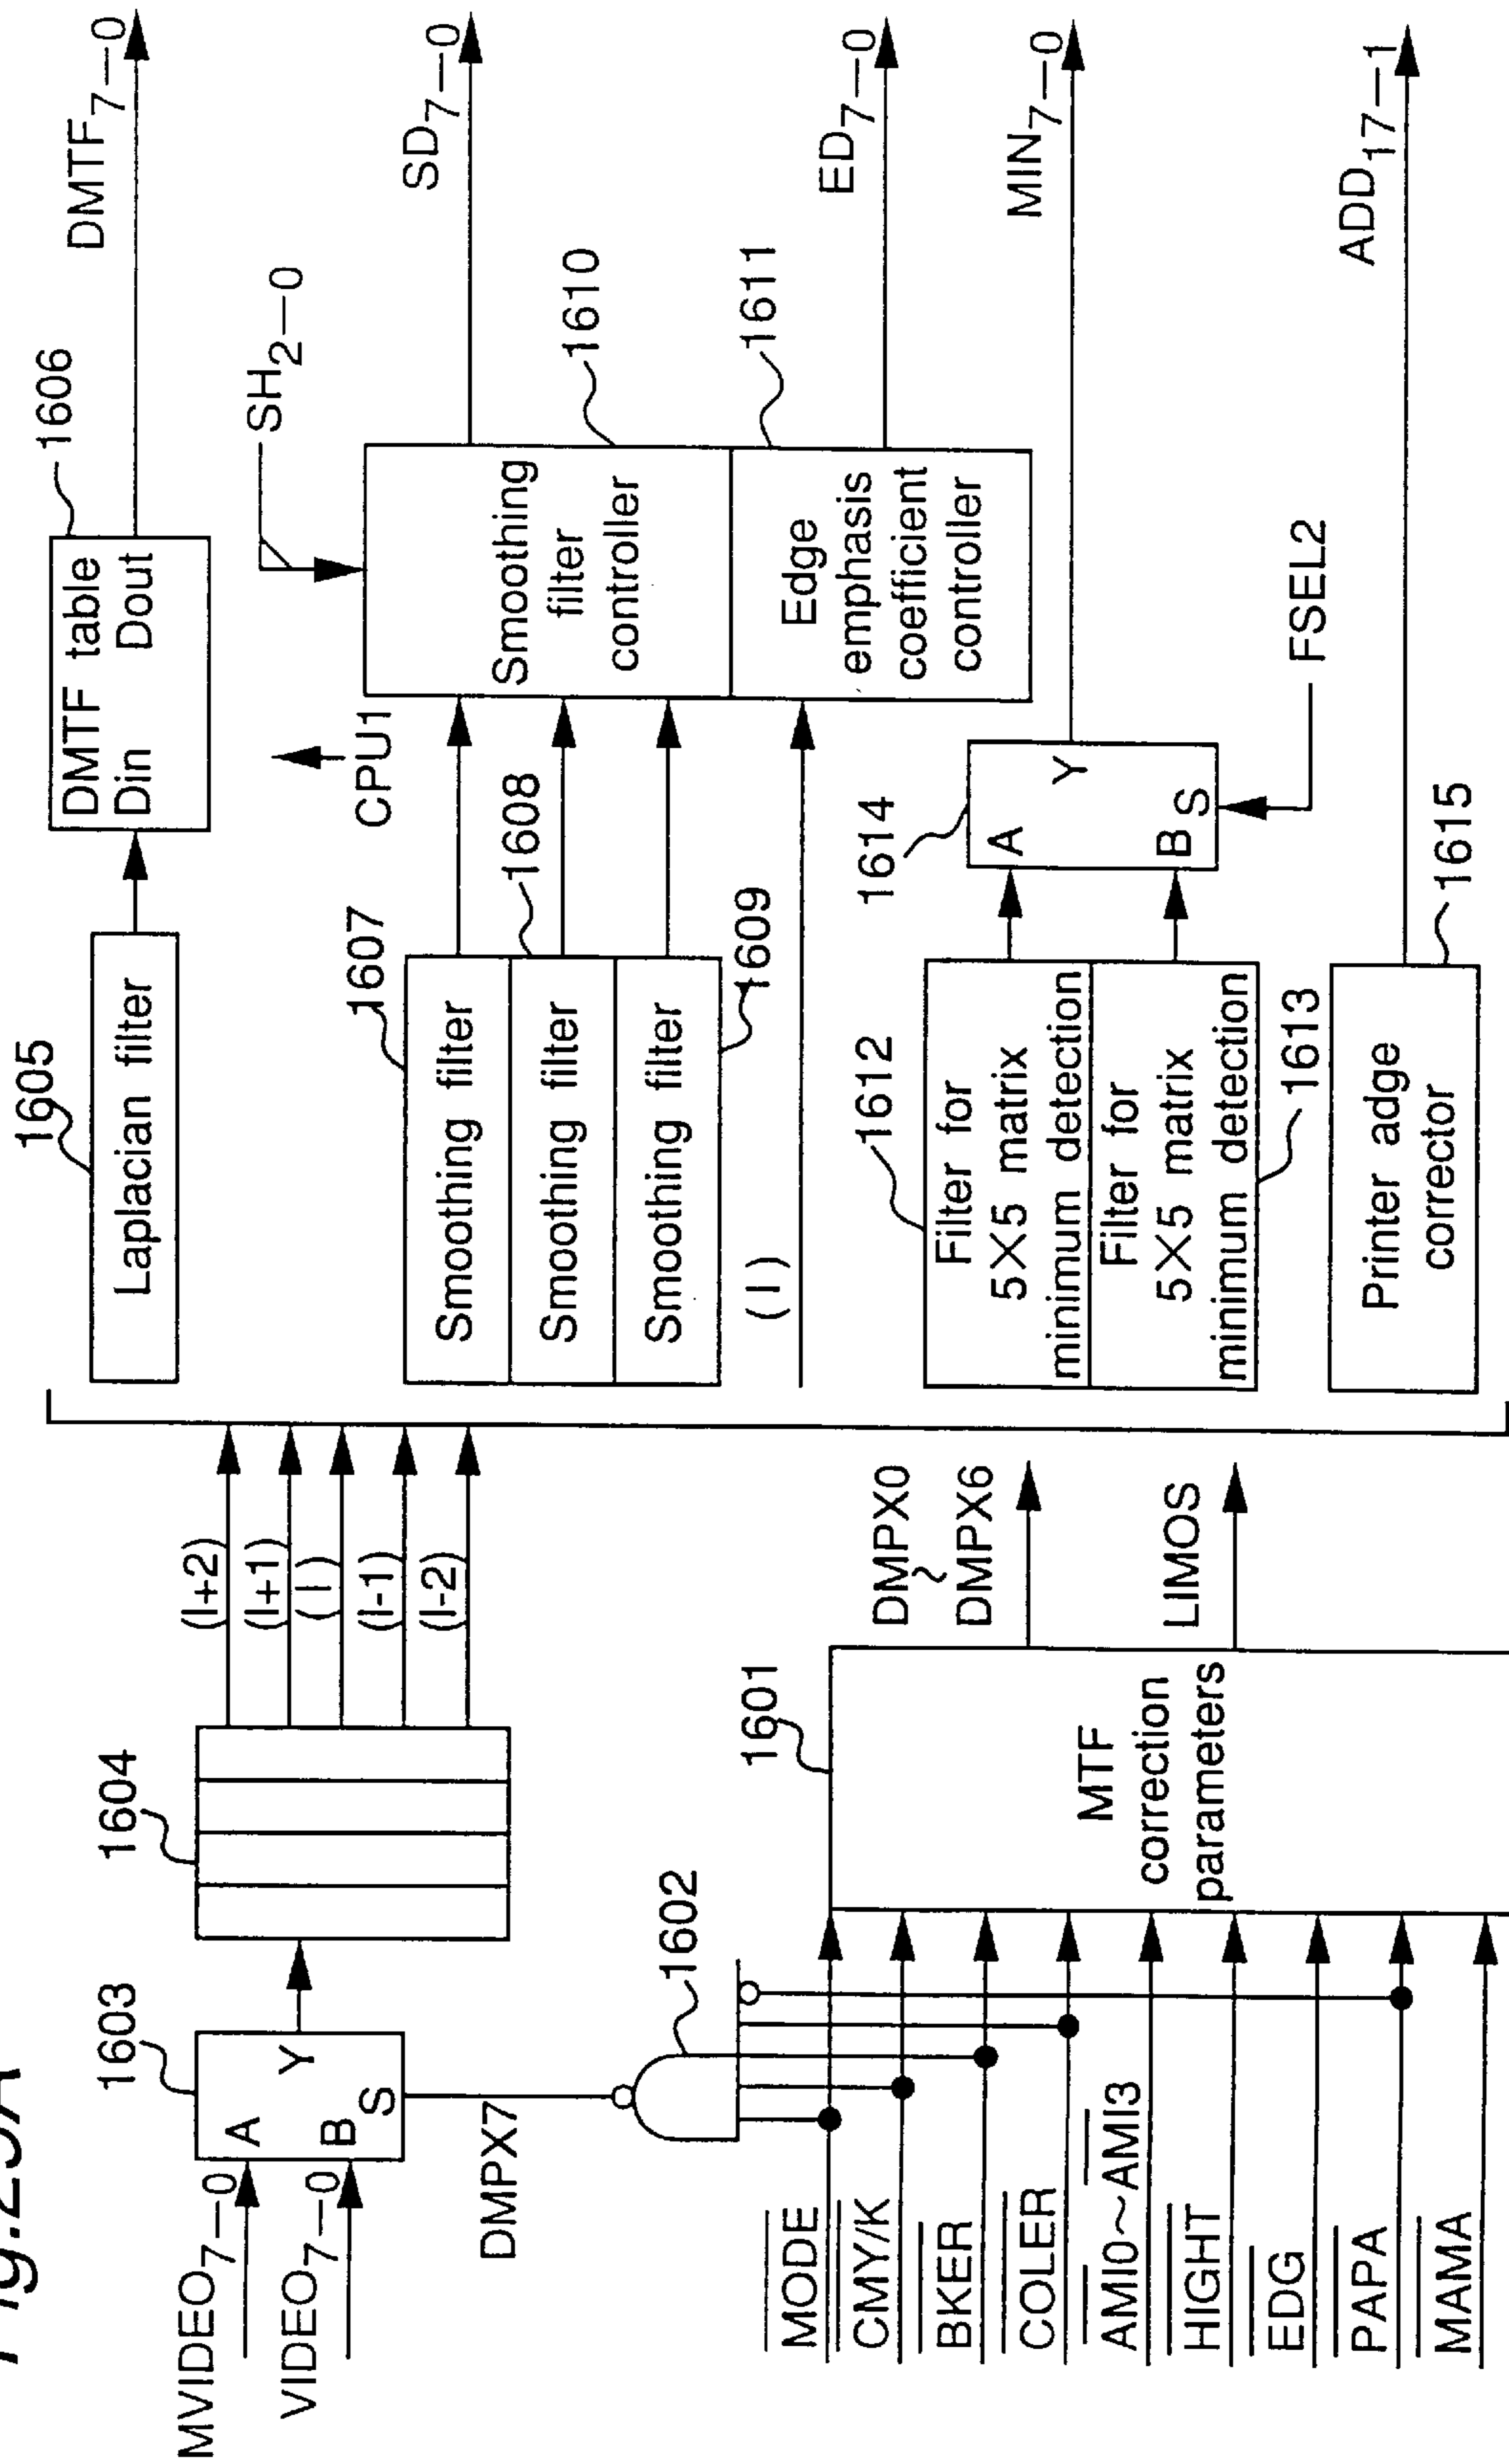 Fig.25A
MVIDEO7-0
VIDEO7-0
1603
A
B
Y
S
DMPX7
1604
(I+2)
(I+1)
(I)
(I-1)
(I-2)
1602
MODE
CMY/K
BKER
COLER
AMI0~AMI3
HIGHT
EDG
PAPA
MAMA
1601
MTF
correction
parameters
DMPX0
~
DMPX6
LIMOS
1605
Laplacian filter
1606
DMTF table
Din Dout
DMTF7-0
CPU1
SH2-0
1607
Smoothing filter
1608
Smoothing filter
1609
Smoothing filter
(I)
1610
Smoothing
filter
controller
SD7-0
1611
Edge
emphasis
coefficient
controller
ED7-0
1612
Filter for
5×5 matrix
minimum detection
Filter for
5×5 matrix
minimum detection
1613
1614
A
B
Y
S
MIN7-0
FSEL2
Printer adge
corrector
1615
ADD17-1